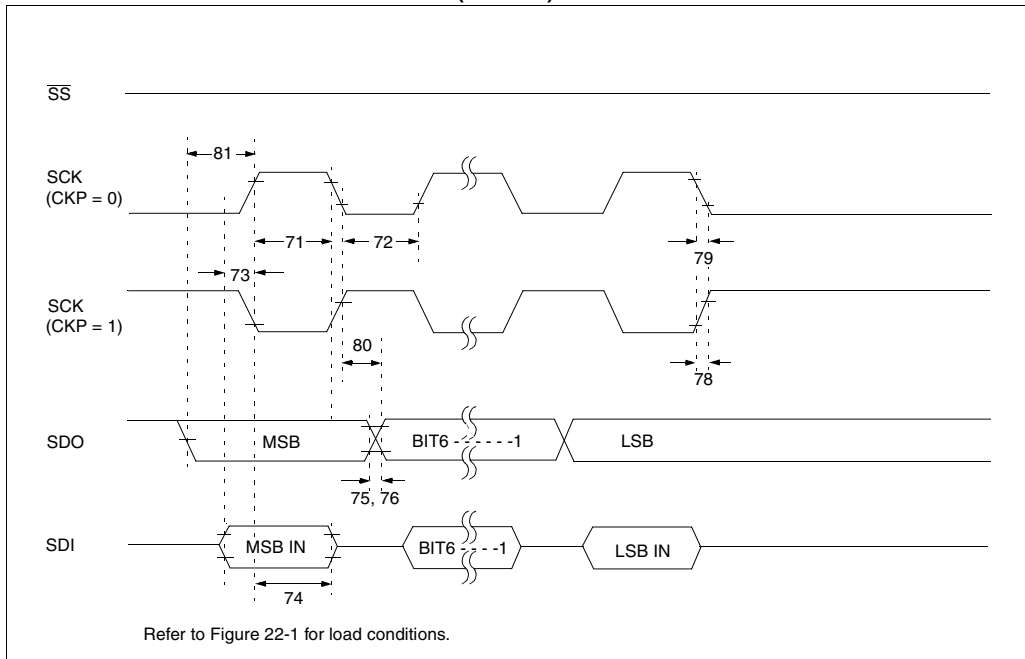 SS
81
SCK
(CKP = 0)
71
72
73
79
SCK
(CKP = 1)
80
78
SDO
MSB
BIT6 - - - - - -1
LSB
75, 76
SDI
MSB IN
BIT6 - - - -1
LSB IN
74
Refer to Figure 22-1 for load conditions.